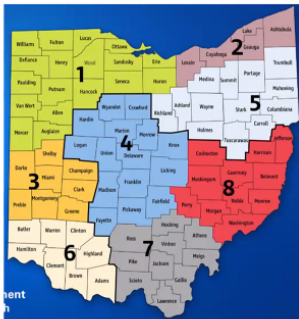 Williams
Fulton
Lucas
Ottawa
Defiance
Henry
Wood
Sandusky
Erie
Paulding
Seneca
Huron
Putnam
Hancock
Van Wert
Allen
Mercer
Auglaize
1
Lake
Ashtabula
Geauga
Cuyahoga
Lorain
2
Medina
Summit
Portage
Trumbull
Mahoning
Ashland
Wayne
Stark
Columbiana
Carroll
Holmes
Tuscarawas
Richland
5
Wyandot
Crawford
Hardin
Marion
Morrow
Logan
Union
Delaware
Knox
Licking
Franklin
Madison
Pickaway
Fairfield
Fayette
4
Shelby
Darke
Miami
Champaign
Clark
Preble
Montgomery
Greene
3
Jefferson
Harrison
Coshocton
Guernsey
Belmont
Muskingum
Noble
Monroe
Perry
Morgan
Washington
8
Butler
Warren
Clinton
Hamilton
Highland
Clermont
Brown
Adams
6
Hocking
Athens
Ross
Vinton
Meigs
Pike
Jackson
Gallia
Scioto
Lawrence
7
ment
h